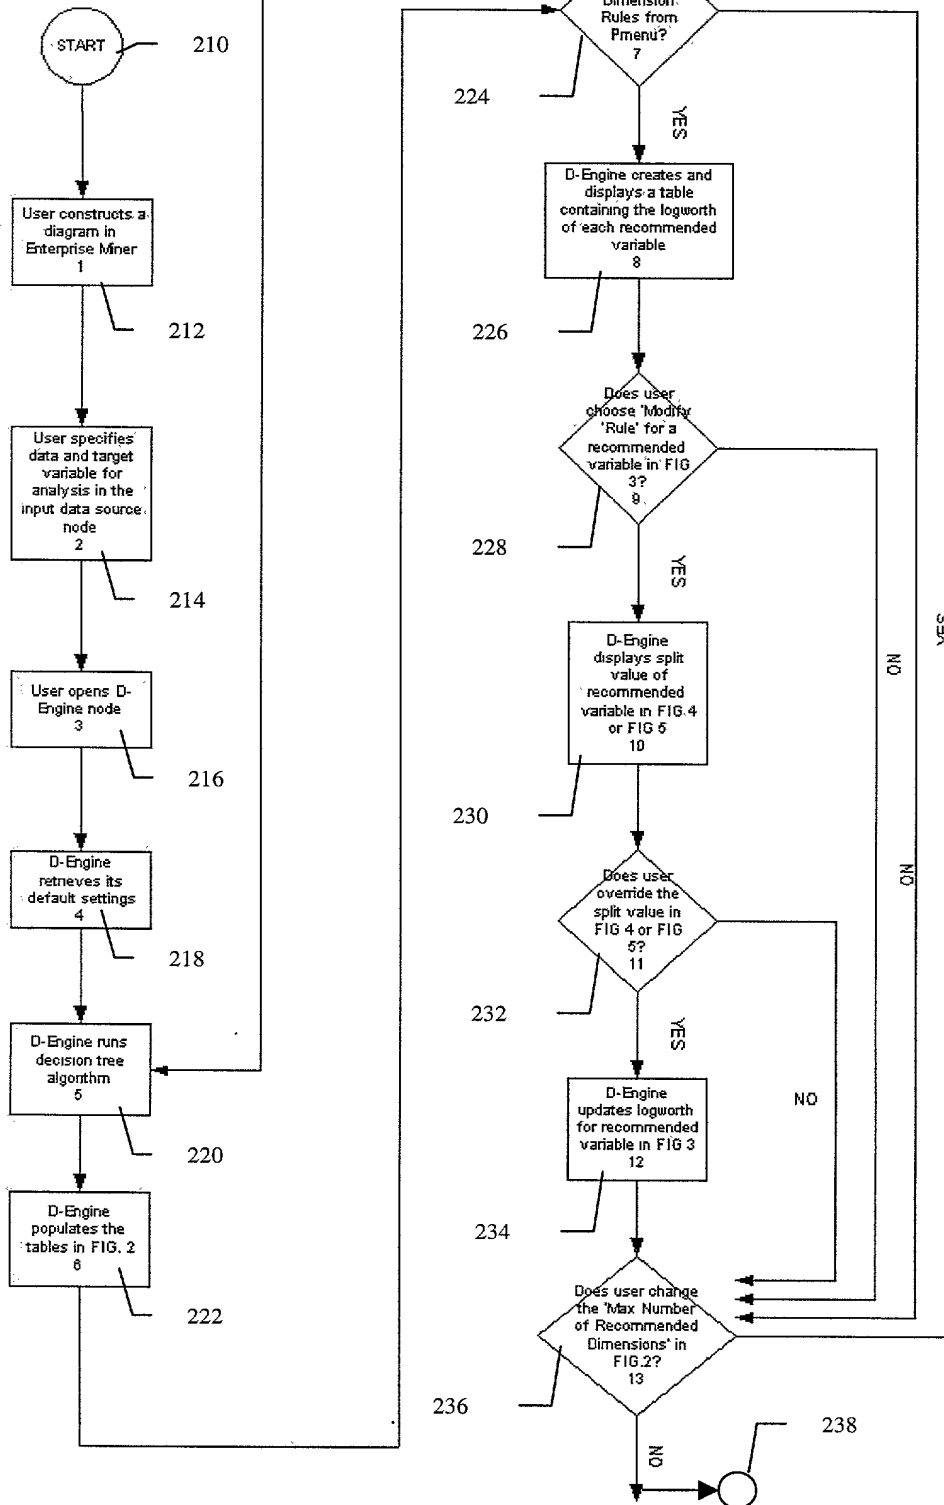 START
210
User constructs a
diagram in
Enterprise Miner
1
212
User specifies
data and target
variable for
analysis in the
input data source
node
2
214
User opens D-
Engine node
3
216
D-Engine
retrieves its
default settings
4
218
D-Engine runs
decision tree
algorithm
5
220
D-Engine
populates the
tables in FIG. 2
6
222
Dimension
Rules from
Pmenu?
7
224
YES
D-Engine creates and
displays a table
containing the logworth
of each recommended
variable
8
226
Does user
choose 'Modify
'Rule' for a
recommended
variable in FIG
3?
9
228
YES
NO
D-Engine
displays split
value of
recommended
variable in FIG 4
or FIG 5
10
230
NO
Does user
override the
split value in
FIG 4 or FIG
5?
11
232
YES
NO
D-Engine
updates logworth
for recommended
variable in FIG 3
12
234
Does user change
the 'Max Number
of Recommended
Dimensions' in
FIG.2?
13
236
NO
238